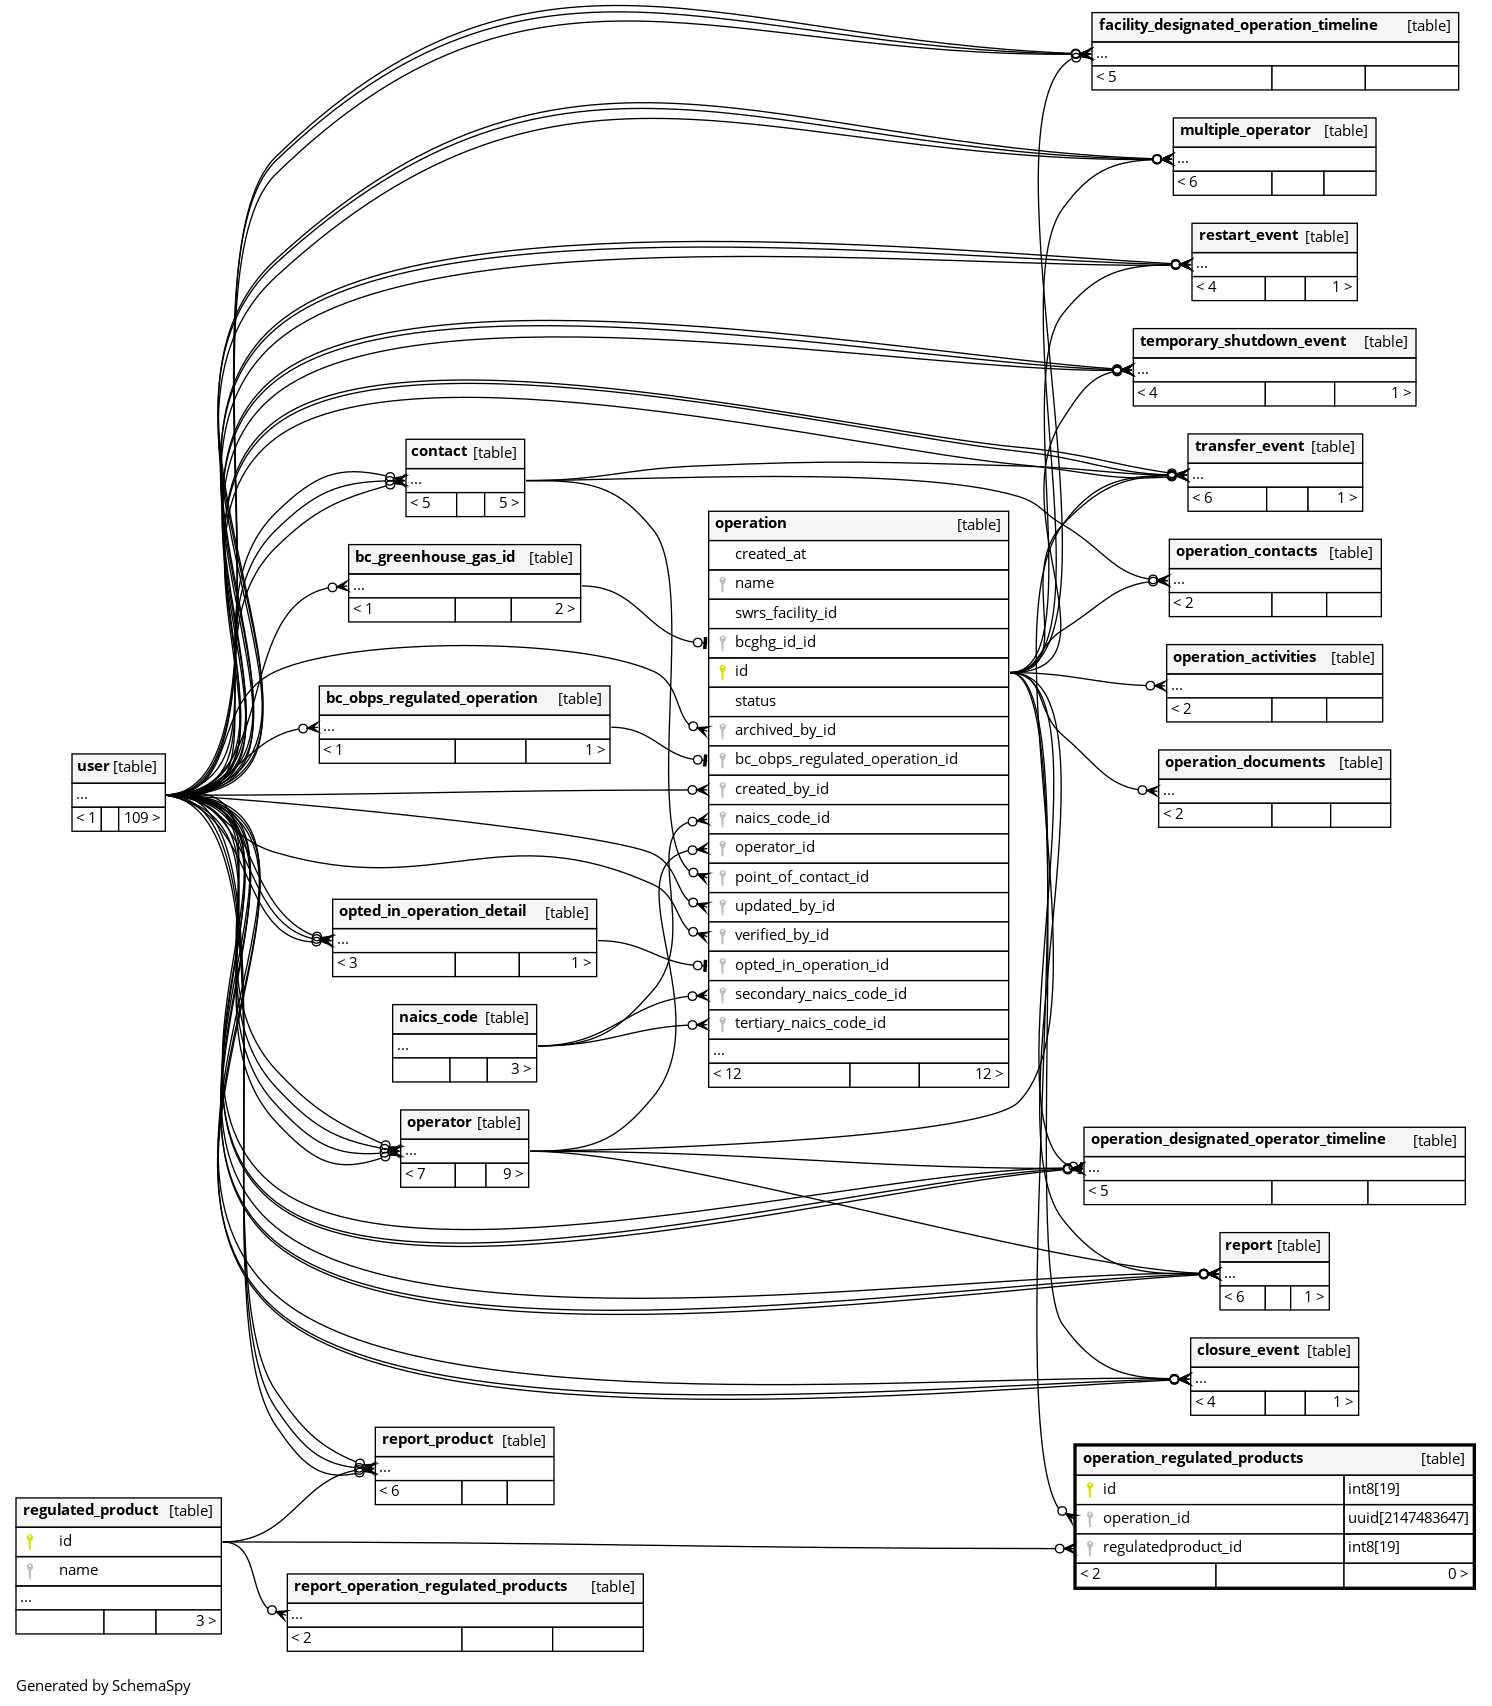 facility_designated_operation_timeline [table]
...
< 5
multiple_operator [table]
...
< 6
restart_event [table]
...
< 4 1 >
temporary_shutdown_event [table]
...
< 4 1 >
transfer_event [table]
...
< 6 1 >
contact [table]
...
< 5 5 >
operation_contacts [table]
...
< 2
bc_greenhouse_gas_id [table]
...
< 1 2 >
operation_activities [table]
...
< 2
bc_obps_regulated_operation [table]
...
< 1 1 >
operation_documents [table]
...
< 2
user [table]
...
< 1 109 >
operation [table]
created_at
name
swrs_facility_id
bcghg_id_id
id
status
archived_by_id
bc_obps_regulated_operation_id
created_by_id
naics_code_id
operator_id
point_of_contact_id
updated_by_id
verified_by_id
opted_in_operation_id
secondary_naics_code_id
tertiary_naics_code_id
...
< 12 12 >
opted_in_operation_detail [table]
...
< 3 1 >
naics_code [table]
...
3 >
operator [table]
...
< 7 9 >
operation_designated_operator_timeline [table]
...
< 5
report [table]
...
< 6 1 >
closure_event [table]
...
< 4 1 >
report_product [table]
...
< 6
operation_regulated_products [table]
id int8[19]
operation_id uuid[2147483647]
regulatedproduct_id int8[19]
< 2 0 >
regulated_product [table]
id
name
...
3 >
report_operation_regulated_products [table]
...
< 2
Generated by SchemaSpy